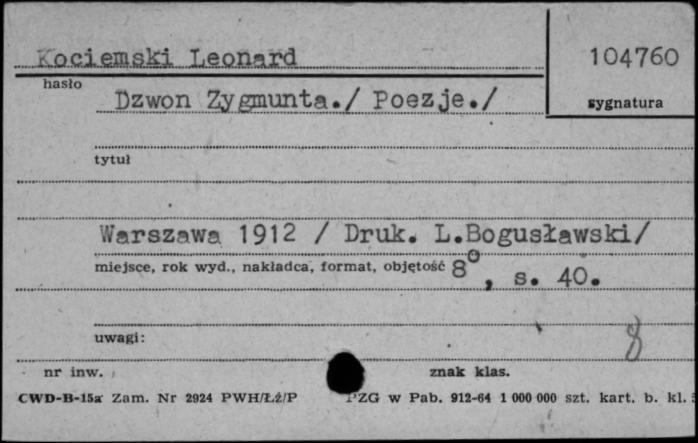 Kociemski Leonard
104760
hasło
sygnatura
Dzwon Zygmunta./ Poezje./
tytuł
Warszawa 1912 / Druk. L.Bogusławski/
miejsce, rok wyd., nakładca, format, objętość 8°, s. 40.
uwagi:
8
nr inw.
znak klas.
CWD-B-15a Zam. Nr 2924 PWH/Łż/P PZG w Pab. 912-64 1 000 000 szt. kart. b. kl.